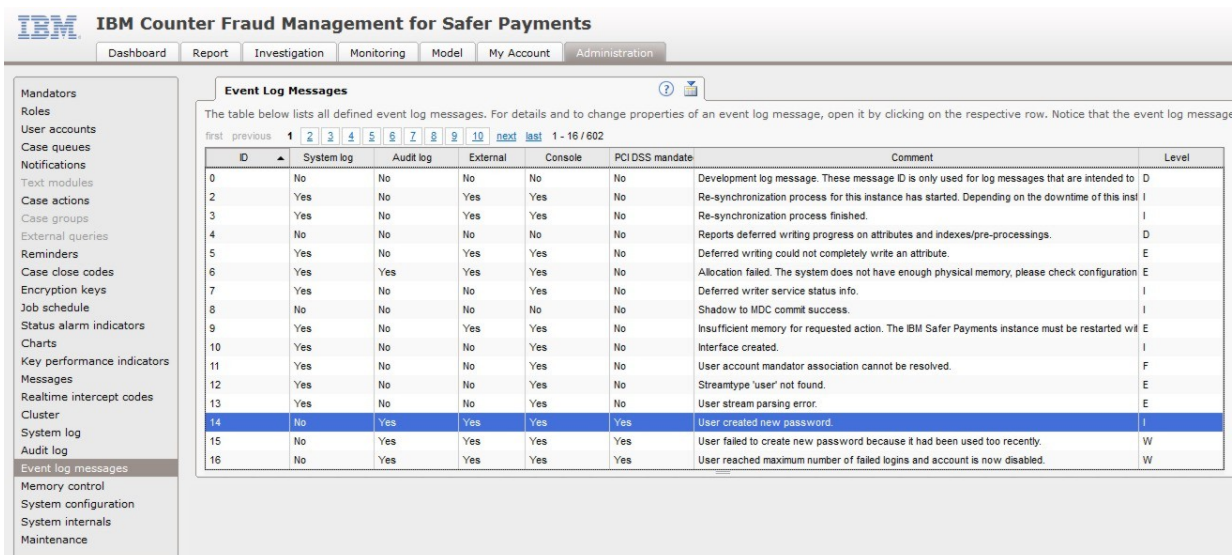 IBM IBM Counter Fraud Management for Safer Payments
Dashboard Report Investigation Monitoring Model My Account Administration
Mandators
Roles
User accounts
Case queues
Notifications
Text modules
Case actions
Case groups
External queries
Reminders
Case close codes
Encryption keys
Job schedule
Status alarm indicators
Charts
Key performance indicators
Messages
Realtime intercept codes
Cluster
System log
Audit log
Event log messages
Memory control
System configuration
System internals
Maintenance
Event Log Messages ?
The table below lists all defined event log messages. For details and to change properties of an event log message, open it by clicking on the respective row. Notice that the event log message
first previous 1 2 3 4 5 6 7 8 9 10 next last 1 - 16 / 602
ID System log Audit log External Console PCI DSS mandate Comment Level
0 No No No No No Development log message. These message ID is only used for log messages that are intended to D
2 Yes No Yes Yes No Re-synchronization process for this instance has started. Depending on the downtime of this inst I
3 Yes No Yes Yes No Re-synchronization process finished. I
4 No No No No No Reports deferred writing progress on attributes and indexes/pre-processings. D
5 Yes No Yes Yes No Deferred writing could not completely write an attribute. E
6 Yes Yes Yes Yes No Allocation failed. The system does not have enough physical memory, please check configuration E
7 Yes No No Yes No Deferred writer service status info. I
8 No No No No No Shadow to MDC commit success. I
9 Yes No Yes Yes No Insufficient memory for requested action. The IBM Safer Payments instance must be restarted wit E
10 Yes No No Yes No Interface created. I
11 Yes No No Yes No User account mandator association cannot be resolved. F
12 Yes No No Yes No Streamtype 'user' not found. E
13 Yes No No Yes No User stream parsing error. E
14 No Yes Yes Yes Yes User created new password. I
15 No Yes Yes Yes Yes User failed to create new password because it had been used too recently. W
16 No Yes Yes Yes Yes User reached maximum number of failed logins and account is now disabled. W